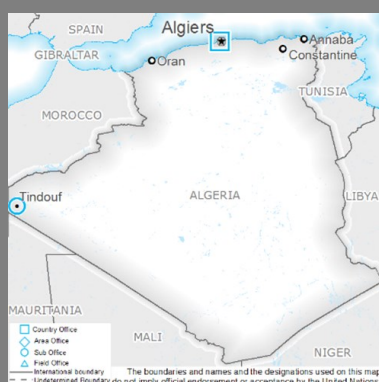 SPAIN
Algiers
Annaba
GIBRALTAR
Constantine
Oran
TUNISIA
MOROCCO
Tindouf
ALGERIA
LIBYA
MAURITANIA
MALI
NIGER
Country Office
Area Office
Sub Office
Field Office
International boundary
Undetermined Boundary
The boundaries and names and the designations used on this map
do not imply official endorsement or acceptance by the United Nations